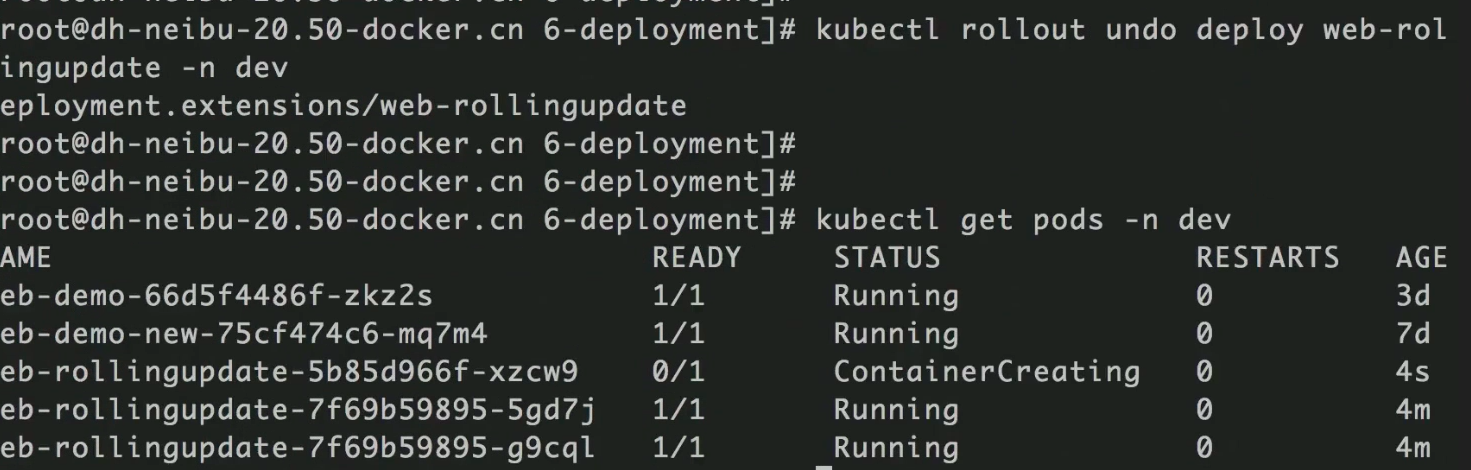 root@dh-neibu-20.50-docker.cn 6-deployment]# kubectl rollout undo deploy web-rol
ingupdate -n dev
eployment.extensions/web-rollingupdate
root@dh-neibu-20.50-docker.cn 6-deployment]#
root@dh-neibu-20.50-docker.cn 6-deployment]#
root@dh-neibu-20.50-docker.cn 6-deployment]# kubectl get pods -n dev
AME READY STATUS RESTARTS AGE
eb-demo-66d5f4486f-zkz2s 1/1 Running 0 3d
eb-demo-new-75cf474c6-mq7m4 1/1 Running 0 7d
eb-rollingupdate-5b85d966f-xzcw9 0/1 ContainerCreating 0 4s
eb-rollingupdate-7f69b59895-5gd7j 1/1 Running 0 4m
eb-rollingupdate-7f69b59895-g9cql 1/1 Running 0 4m